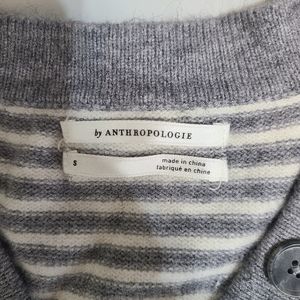 by ANTHROPOLOGIE
S
made in china
fabriqué en chine